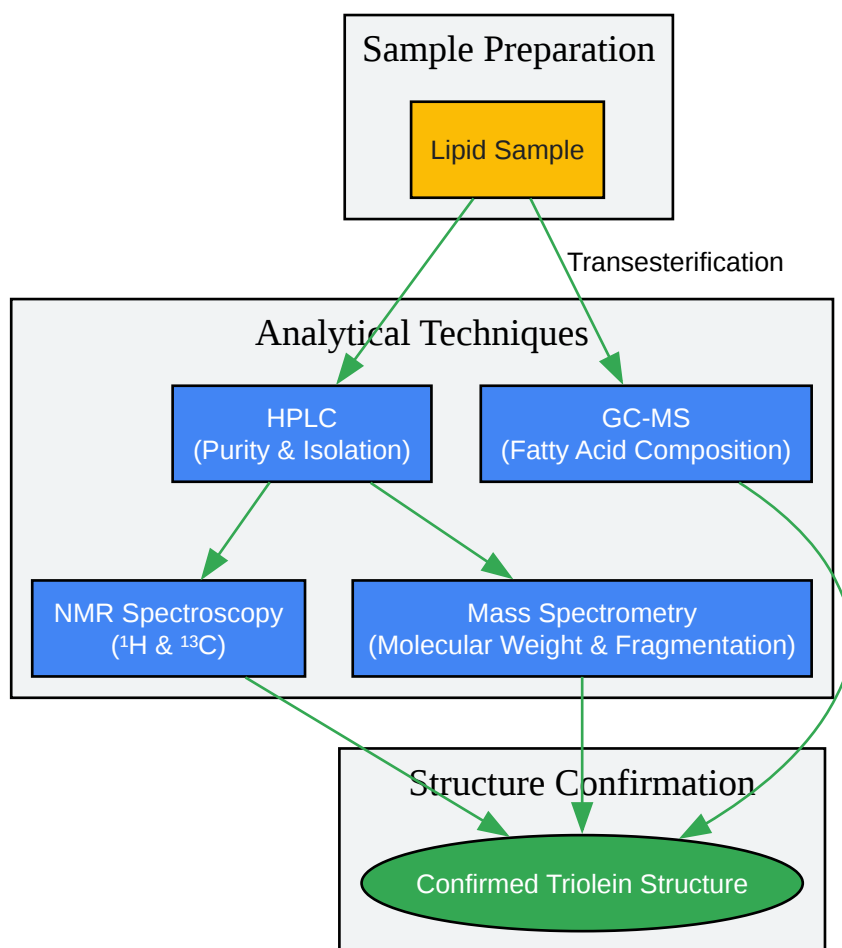 Sample Preparation
Lipid Sample
Transesterification
Analytical Techniques
HPLC
(Purity & Isolation)
GC-MS
(Fatty Acid Composition)
NMR Spectroscopy
(¹H & ¹³C)
Mass Spectrometry
(Molecular Weight & Fragmentation)
Structure Confirmation
Confirmed Triolein Structure